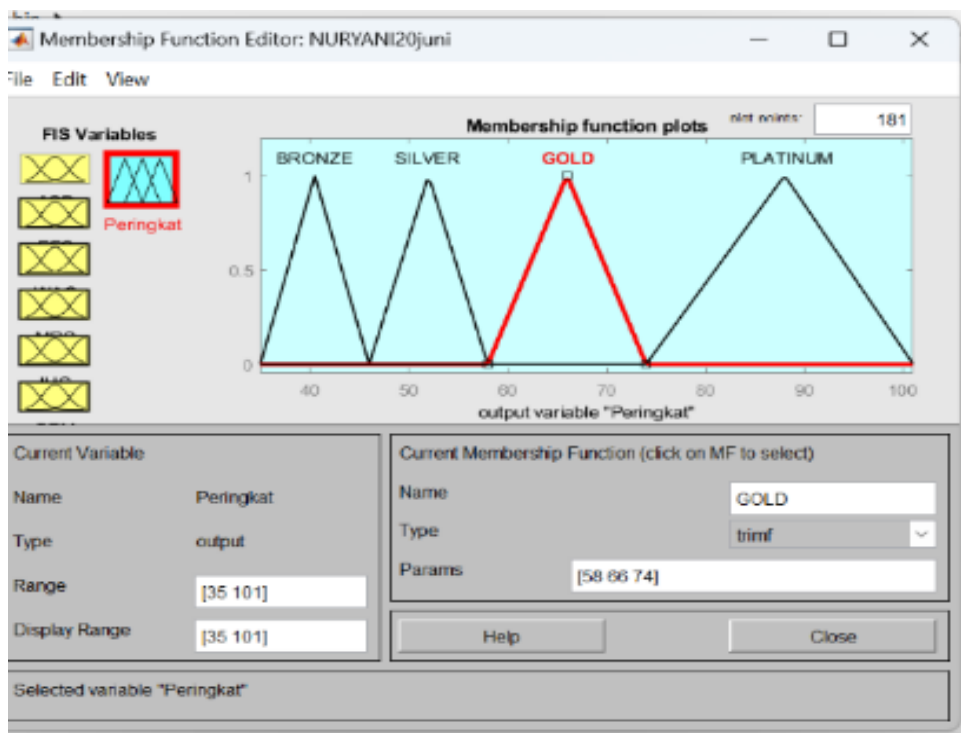 Membership Function Editor: NURYANI20juni
File Edit View
FIS Variables
Peringkat
Membership function plots
plot points:
181
BRONZE SILVER GOLD PLATINUM
1
0.5
0
40 50 60 70 80 90 100
output variable "Peringkat"
Current Variable
Name Peringkat
Type output
Range [35 101]
Display Range [35 101]
Current Membership Function (click on MF to select)
Name GOLD
Type trimf
Params [58 66 74]
Help Close
Selected variable "Peringkat"